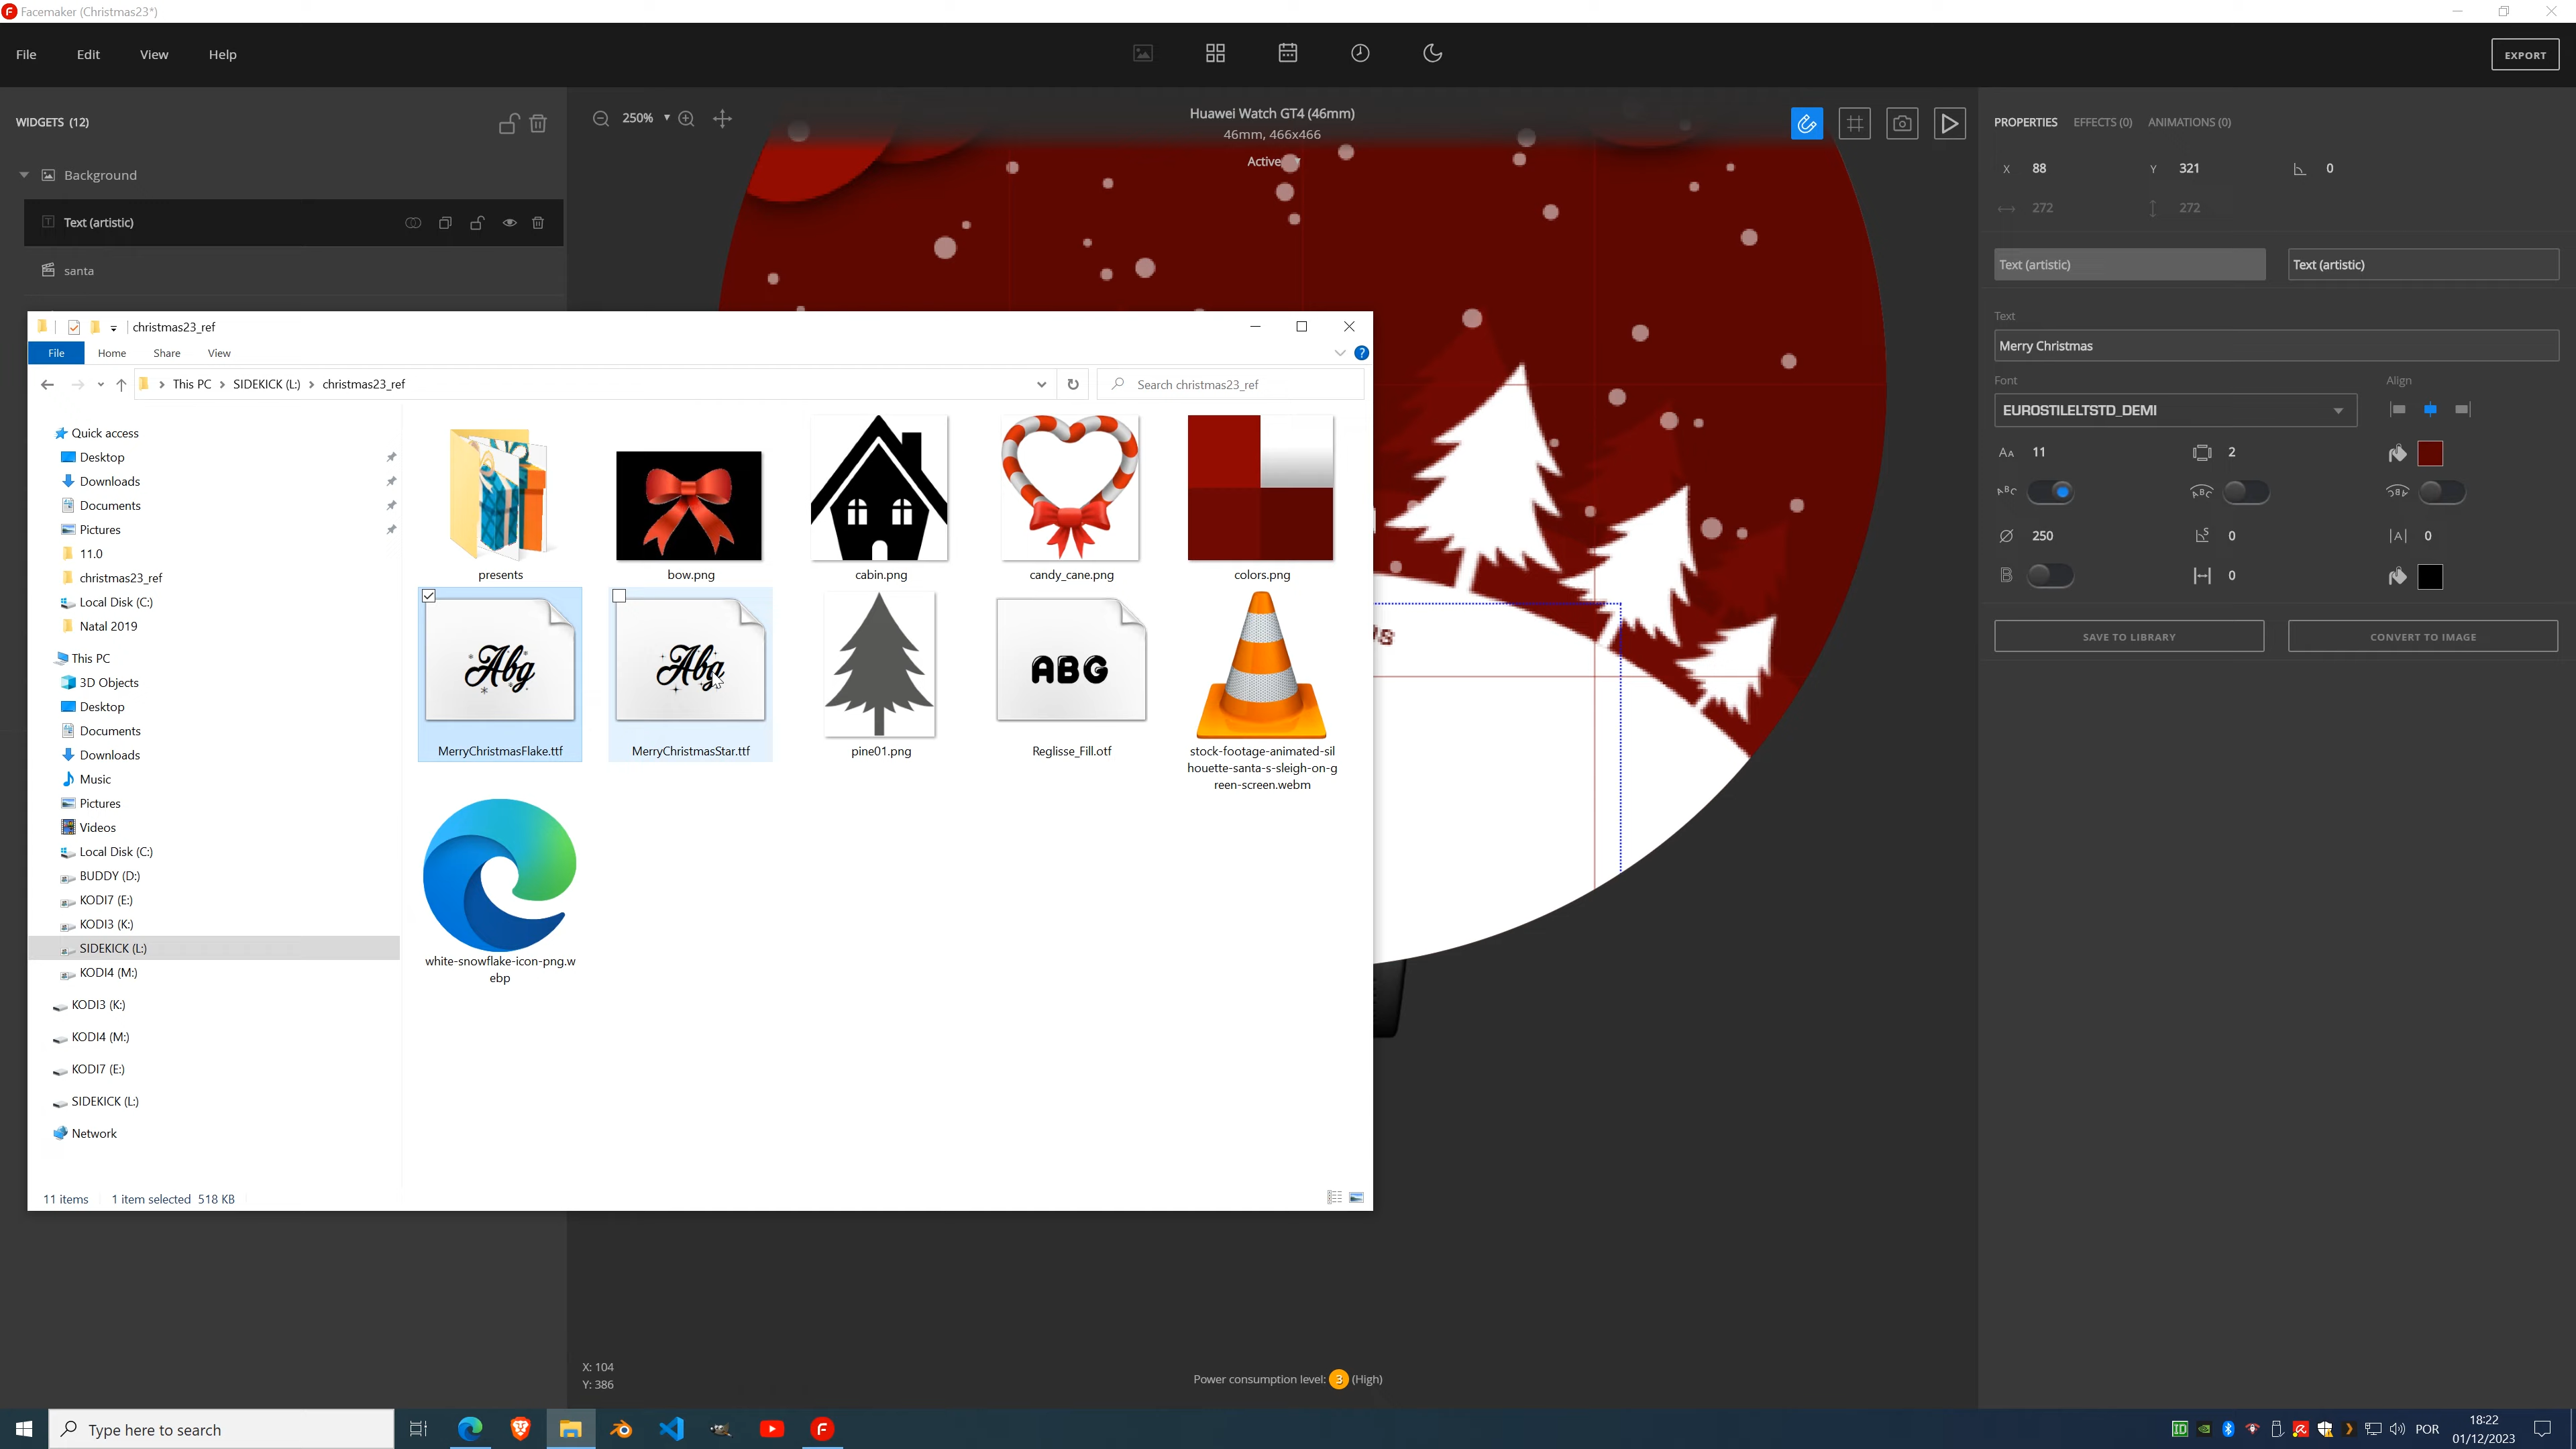 Facemaker (Christmas23*)
File Edit View Help
EXPORT
WIDGETS (12)
Background
Text (artistic)
santa
250%
Huawei Watch GT4 (46mm)
46mm, 466x466
Active
PROPERTIES EFFECTS (0) ANIMATIONS (0)
X 88 Y 321 0
272 272
Text (artistic) Text (artistic)
Text
Merry Christmas
Font Align
EUROSTILELTSTD_DEMI
AA 11 2
ABC ABC ABC
250 S 0 |A| 0
B 0
SAVE TO LIBRARY CONVERT TO IMAGE
christmas23_ref
File Home Share View
This PC SIDEKICK (L:) christmas23_ref
Search christmas23_ref
Quick access
Desktop
Downloads
Documents
Pictures
11.0
christmas23_ref
Local Disk (C:)
Natal 2019
This PC
3D Objects
Desktop
Documents
Downloads
Music
Pictures
Videos
Local Disk (C:)
BUDDY (D:)
KODI7 (E:)
KODI3 (K:)
SIDEKICK (L:)
KODI4 (M:)
KODI3 (K:)
KODI4 (M:)
KODI7 (E:)
SIDEKICK (L:)
Network
presents
bow.png
cabin.png
candy_cane.png
colors.png
Abg
MerryChristmasFlake.ttf
Abg
MerryChristmasStar.ttf
pine01.png
ABG
Reglisse_Fill.otf
stock-footage-animated-sil
houette-santa-s-sleigh-on-g
reen-screen.webm
white-snowflake-icon-png.w
ebp
11 items 1 item selected 518 KB
X: 104
Y: 386
Power consumption level: 3 (High)
Type here to search
POR
18:22
01/12/2023